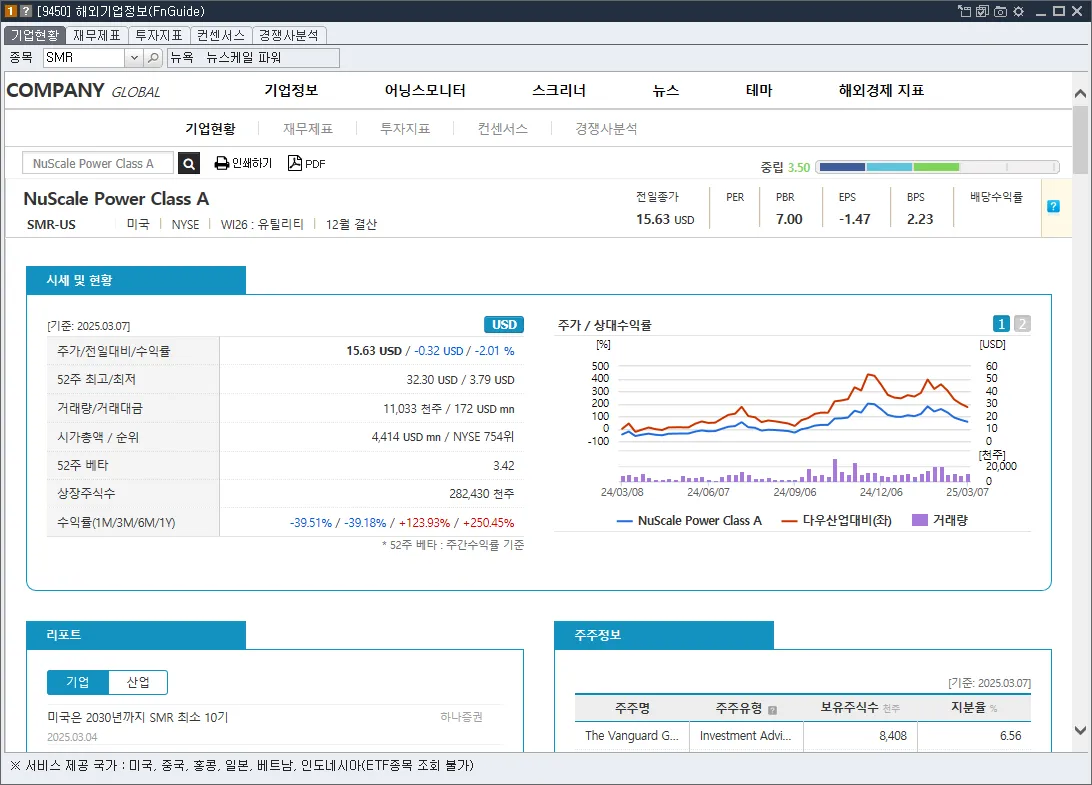 1 ? [9450] 해외기업정보(FnGuide)
기업현황 재무제표 투자지표 컨센서스 경쟁사분석
종목 SMR 뉴욕 뉴스케일 파워
COMPANY GLOBAL 기업정보 어닝스모니터 스크리너 뉴스 테마 해외경제 지표
기업현황 재무제표 투자지표 컨센서스 경쟁사분석
NuScale Power Class A 인쇄하기 PDF
중립 3.50
NuScale Power Class A
SMR-US 미국 NYSE WI26 : 유틸리티 12월 결산
전일종가 PER PBR EPS BPS 배당수익률
15.63 USD 7.00 -1.47 2.23 ?
시세 및 현황
[기준: 2025.03.07] USD
주가/전일대비/수익률 15.63 USD / -0.32 USD / -2.01 %
52주 최고/최저 32.30 USD / 3.79 USD
거래량/거래대금 11,033 천주 / 172 USD mn
시가총액 / 순위 4,414 USD mn / NYSE 754위
52주 베타 3.42
상장주식수 282,430 천주
수익률(1M/3M/6M/1Y) -39.51% / -39.18% / +123.93% / +250.45%
* 52주 베타 : 주간수익률 기준
주가 / 상대수익률 1 2
[%] [USD]
500 60
400 50
300 40
200 30
100 20
0 10
-100 0
[천주]
20,000
0
24/03/08 24/06/07 24/09/06 24/12/06 25/03/07
NuScale Power Class A 다우산업대비(좌) 거래량
리포트
기업 산업
미국은 2030년까지 SMR 최소 10기 하나증권
2025.03.04
주주정보
[기준: 2025.03.07]
주주명 주주유형 ? 보유주식수 천주 지분율 %
The Vanguard G... Investment Advi... 8,408 6.56
※ 서비스 제공 국가 : 미국, 중국, 홍콩, 일본, 베트남, 인도네시아(ETF종목 조회 불가)